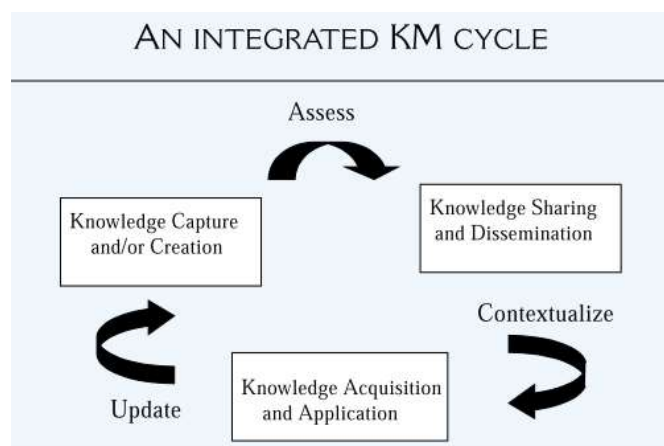 AN INTEGRATED KM CYCLE
Assess
Knowledge Capture
and/or Creation
Knowledge Sharing
and Dissemination
Contextualize
Knowledge Acquisition
and Application
Update